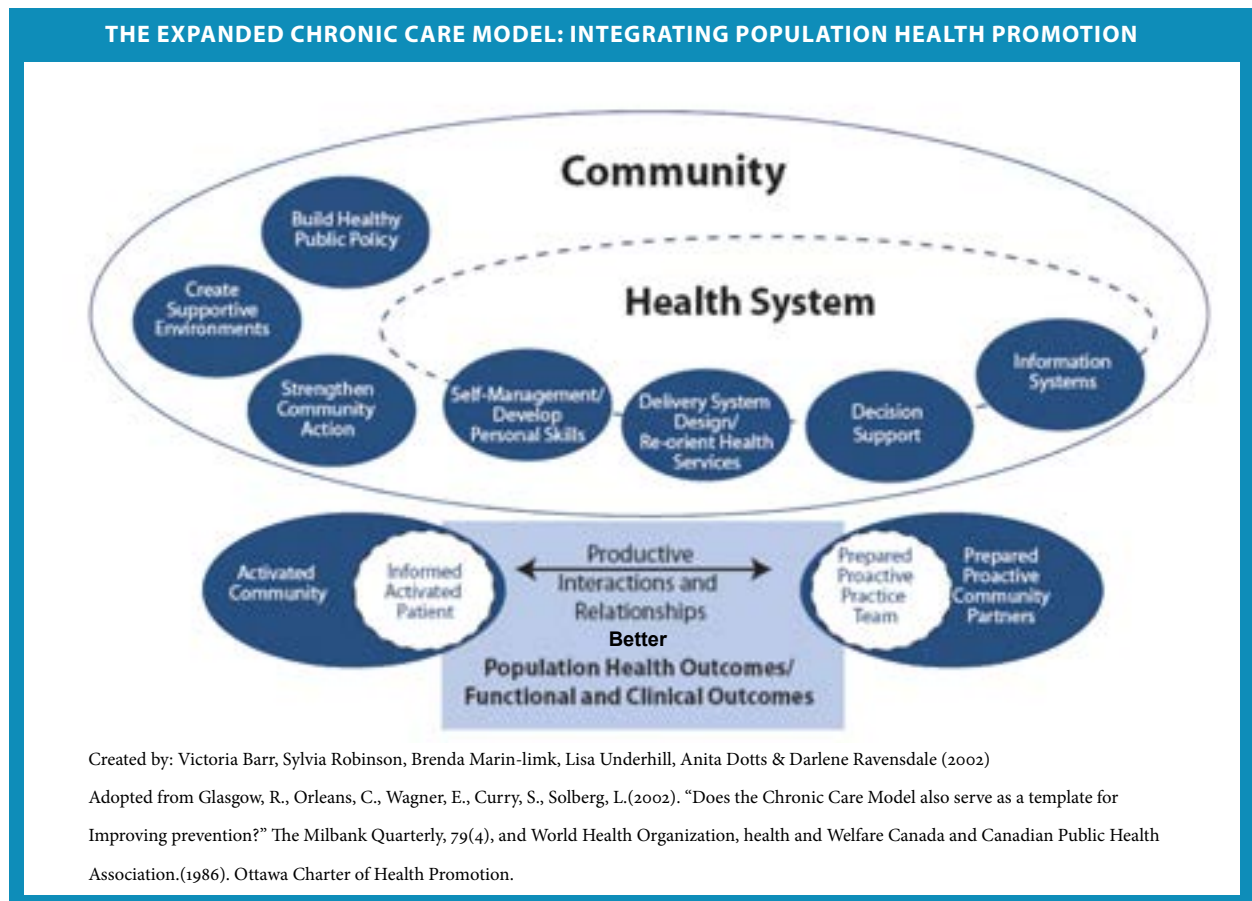 THE EXPANDED CHRONIC CARE MODEL: INTEGRATING POPULATION HEALTH PROMOTION
Community
Build Healthy
Public Policy
Create
Supportive
Environments
Strengthen
Community
Action
Health System
Self-Management/
Develop
Personal Skills
Delivery System
Design/
Re-orient Health
Services
Decision
Support
Information
Systems
Activated
Community
Informed
Activated
Patient
Productive
Interactions and
Relationships
Better
Population Health Outcomes/
Functional and Clinical Outcomes
Prepared
Proactive
Practice
Team
Prepared
Proactive
Community
Partners
Created by: Victoria Barr, Sylvia Robinson, Brenda Marin-limk, Lisa Underhill, Anita Dotts & Darlene Ravensdale (2002)
Adopted from Glasgow, R., Orleans, C., Wagner, E., Curry, S., Solberg, L.(2002). “Does the Chronic Care Model also serve as a template for
Improving prevention?” The Milbank Quarterly, 79(4), and World Health Organization, health and Welfare Canada and Canadian Public Health
Association.(1986). Ottawa Charter of Health Promotion.